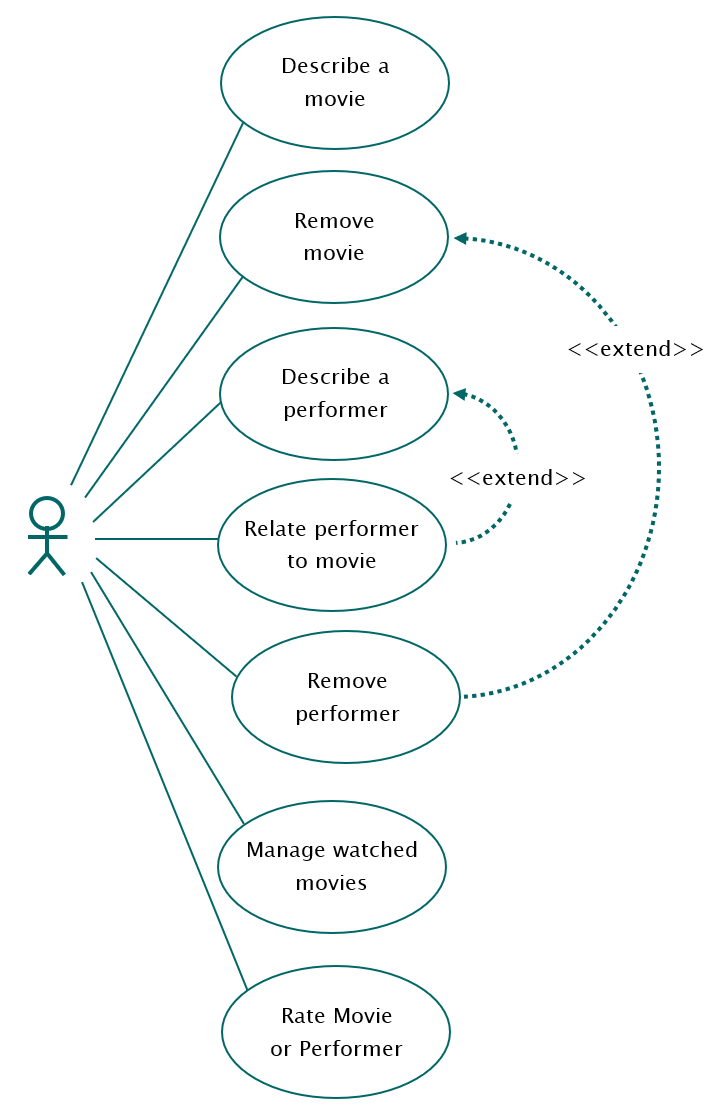 Describe a
movie
Remove
movie
<<extend>>
Describe a
performer
<<extend>>
Relate performer
to movie
Remove
performer
Manage watched
movies
Rate Movie
or Performer